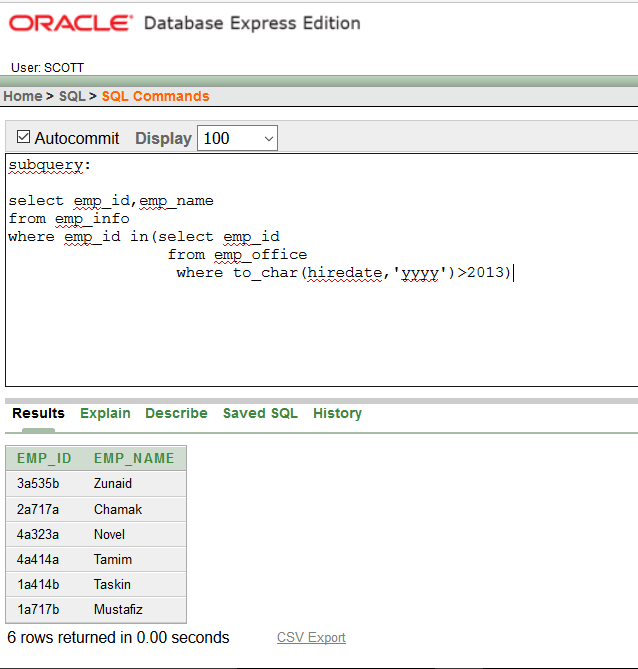 ORACLE® Database Express Edition
User: SCOTT
Home > SQL > SQL Commands
Autocommit Display 100
subquery:
select emp_id,emp_name
from emp_info
where emp_id in(select emp_id
from emp_office
where to_char(hiredate,'yyyy')>2013)
Results Explain Describe Saved SQL History
EMP_ID EMP_NAME
3a535b Zunaid
2a717a Chamak
4a323a Novel
4a414a Tamim
1a414b Taskin
1a717b Mustafiz
6 rows returned in 0.00 seconds CSV Export